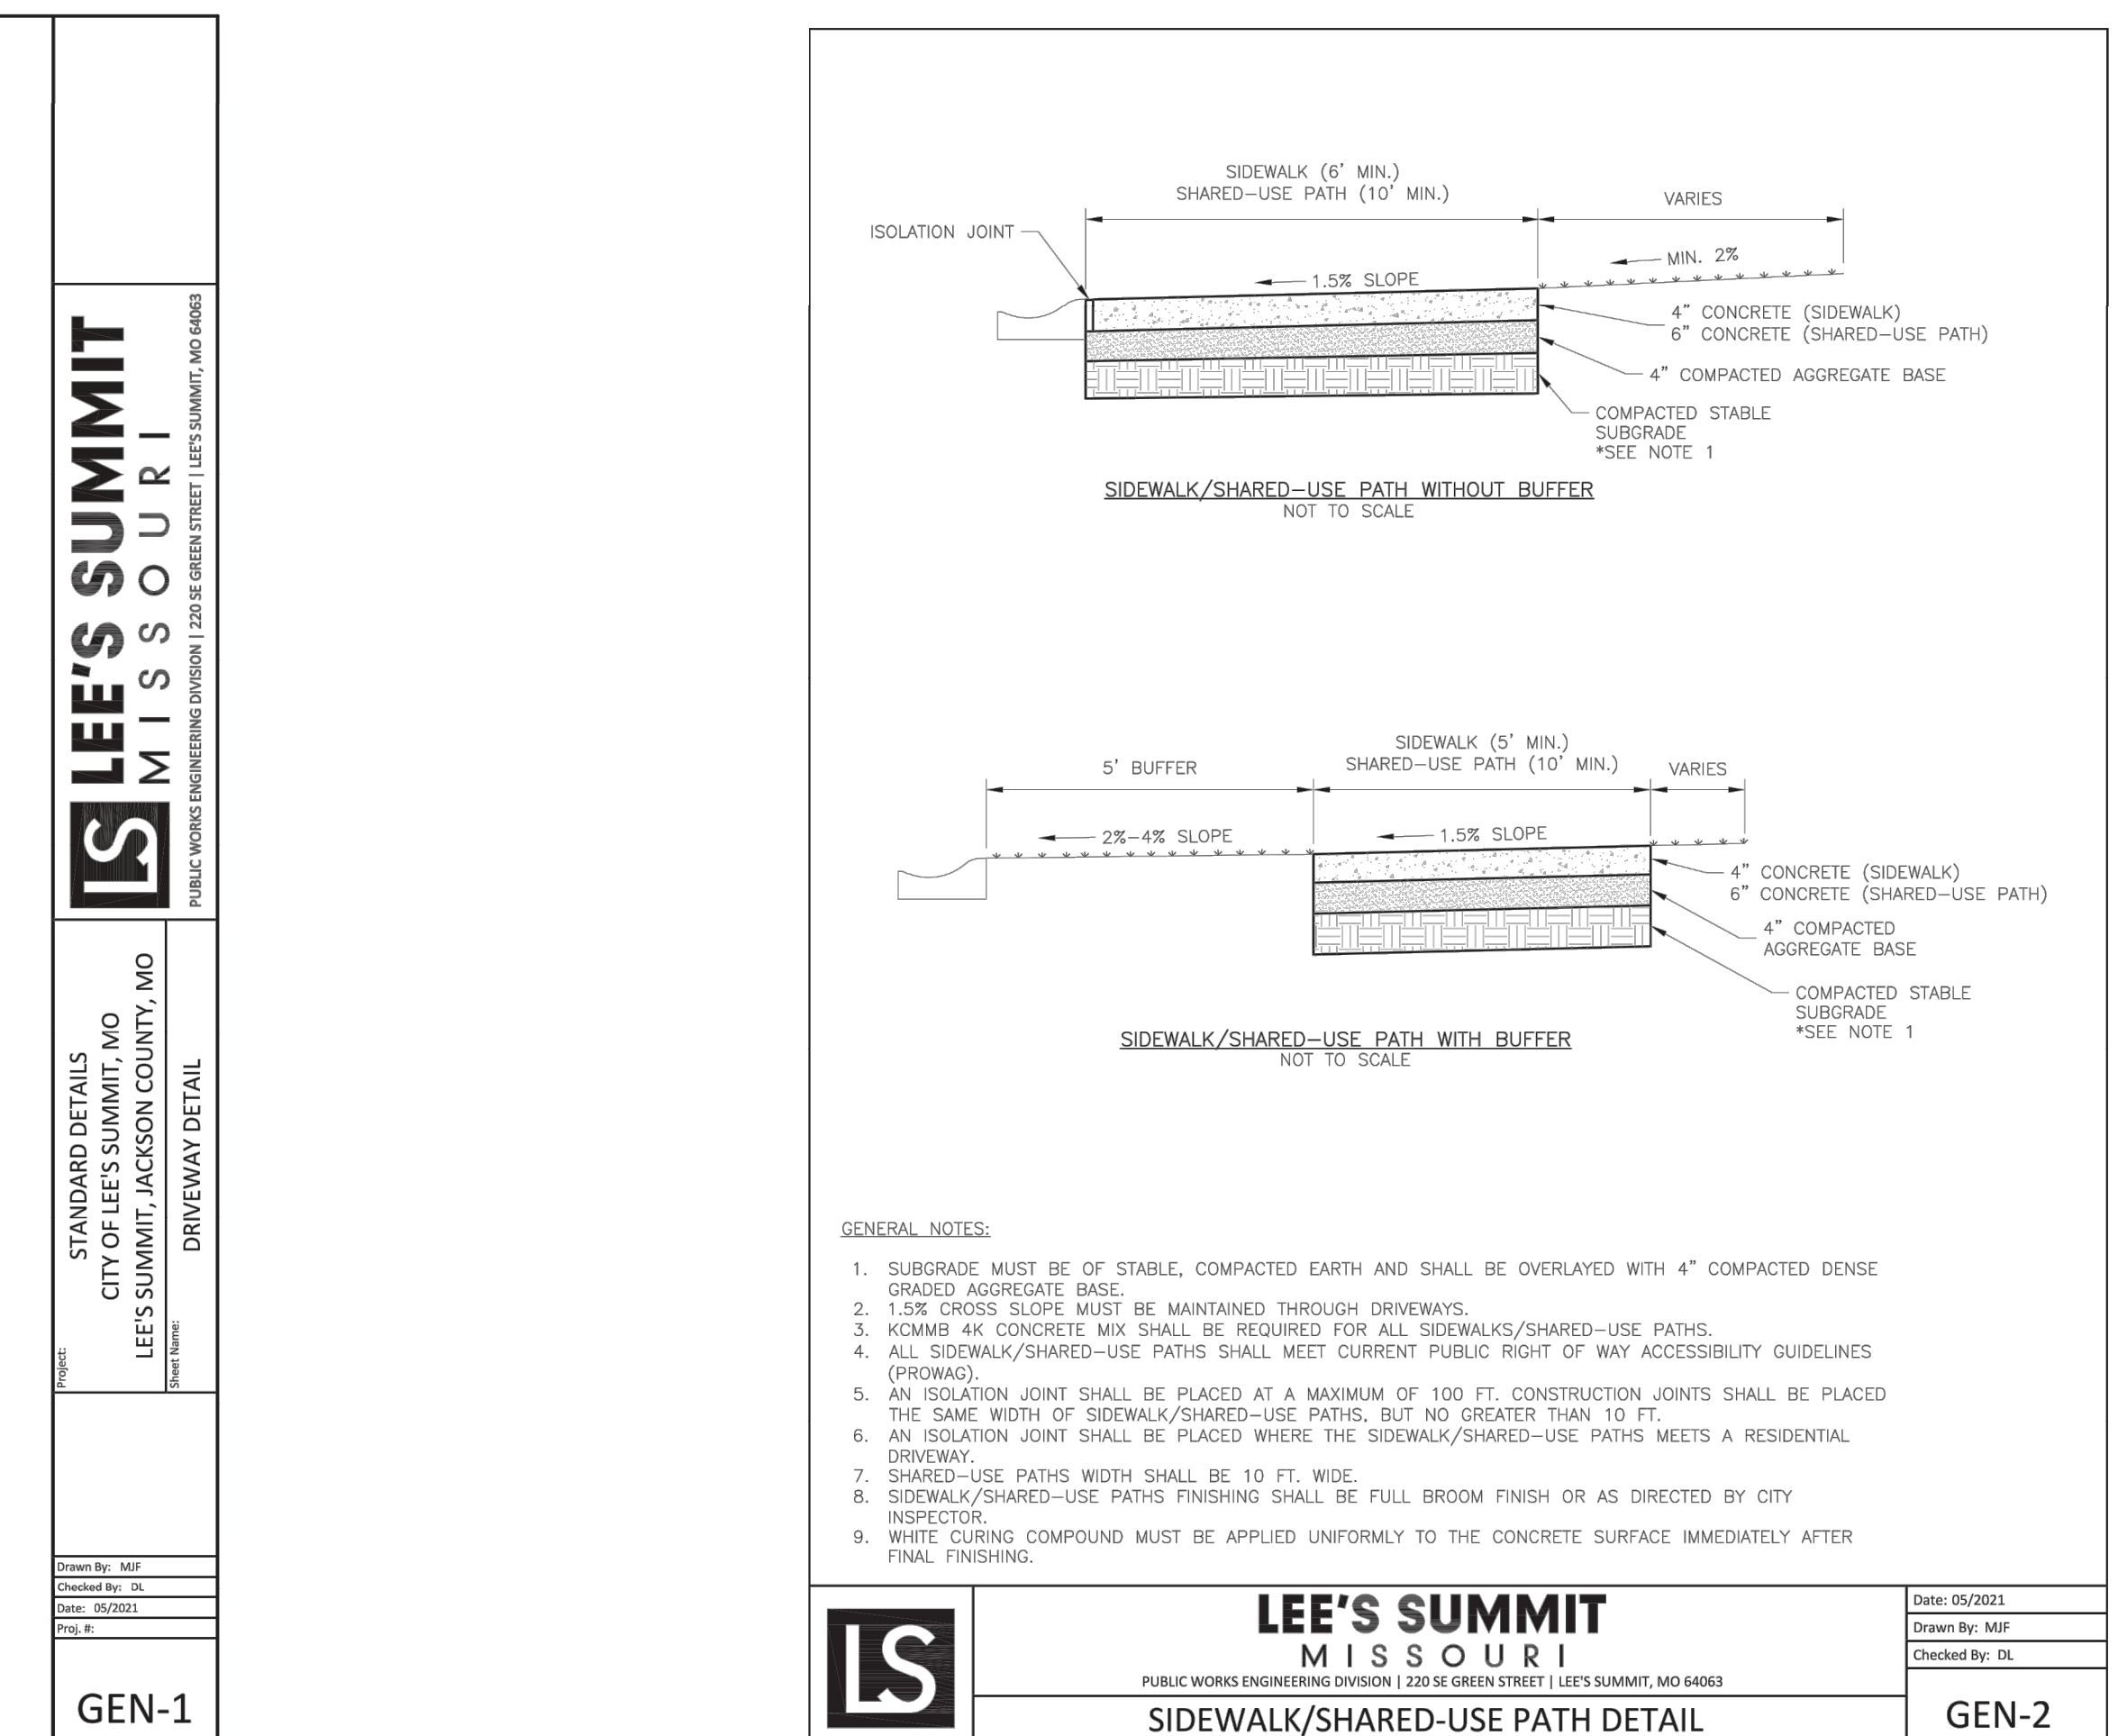 LEE'S SUMMIT
MISSOURI
PUBLIC WORKS ENGINEERING DIVISION | 220 SE GREEN STREET | LEE'S SUMMIT, MO 64063
LS
Project:
STANDARD DETAILS
CITY OF LEE'S SUMMIT, MO
LEE'S SUMMIT, JACKSON COUNTY, MO
Sheet Name:
DRIVEWAY DETAIL
Drawn By: MJF
Checked By: DL
Date: 05/2021
Proj. #:
GEN-1
SIDEWALK (6' MIN.)
SHARED-USE PATH (10' MIN.)
VARIES
ISOLATION JOINT
MIN. 2%
1.5% SLOPE
4" CONCRETE (SIDEWALK)
6" CONCRETE (SHARED-USE PATH)
4" COMPACTED AGGREGATE BASE
COMPACTED STABLE
SUBGRADE
*SEE NOTE 1
SIDEWALK/SHARED-USE PATH WITHOUT BUFFER
NOT TO SCALE
SIDEWALK (5' MIN.)
SHARED-USE PATH (10' MIN.)
5' BUFFER
VARIES
2%-4% SLOPE
1.5% SLOPE
4" CONCRETE (SIDEWALK)
6" CONCRETE (SHARED-USE PATH)
4" COMPACTED
AGGREGATE BASE
COMPACTED STABLE
SUBGRADE
*SEE NOTE 1
SIDEWALK/SHARED-USE PATH WITH BUFFER
NOT TO SCALE
GENERAL NOTES:
1. SUBGRADE MUST BE OF STABLE, COMPACTED EARTH AND SHALL BE OVERLAYED WITH 4" COMPACTED DENSE
GRADED AGGREGATE BASE.
2. 1.5% CROSS SLOPE MUST BE MAINTAINED THROUGH DRIVEWAYS.
3. KCMMB 4K CONCRETE MIX SHALL BE REQUIRED FOR ALL SIDEWALKS/SHARED-USE PATHS.
4. ALL SIDEWALK/SHARED-USE PATHS SHALL MEET CURRENT PUBLIC RIGHT OF WAY ACCESSIBILITY GUIDELINES
(PROWAG).
5. AN ISOLATION JOINT SHALL BE PLACED AT A MAXIMUM OF 100 FT. CONSTRUCTION JOINTS SHALL BE PLACED
THE SAME WIDTH OF SIDEWALK/SHARED-USE PATHS, BUT NO GREATER THAN 10 FT.
6. AN ISOLATION JOINT SHALL BE PLACED WHERE THE SIDEWALK/SHARED-USE PATHS MEETS A RESIDENTIAL
DRIVEWAY.
7. SHARED-USE PATHS WIDTH SHALL BE 10 FT. WIDE.
8. SIDEWALK/SHARED-USE PATHS FINISHING SHALL BE FULL BROOM FINISH OR AS DIRECTED BY CITY
INSPECTOR.
9. WHITE CURING COMPOUND MUST BE APPLIED UNIFORMLY TO THE CONCRETE SURFACE IMMEDIATELY AFTER
FINAL FINISHING.
LS
LEE'S SUMMIT
MISSOURI
PUBLIC WORKS ENGINEERING DIVISION | 220 SE GREEN STREET | LEE'S SUMMIT, MO 64063
SIDEWALK/SHARED-USE PATH DETAIL
Date: 05/2021
Drawn By: MJF
Checked By: DL
GEN-2